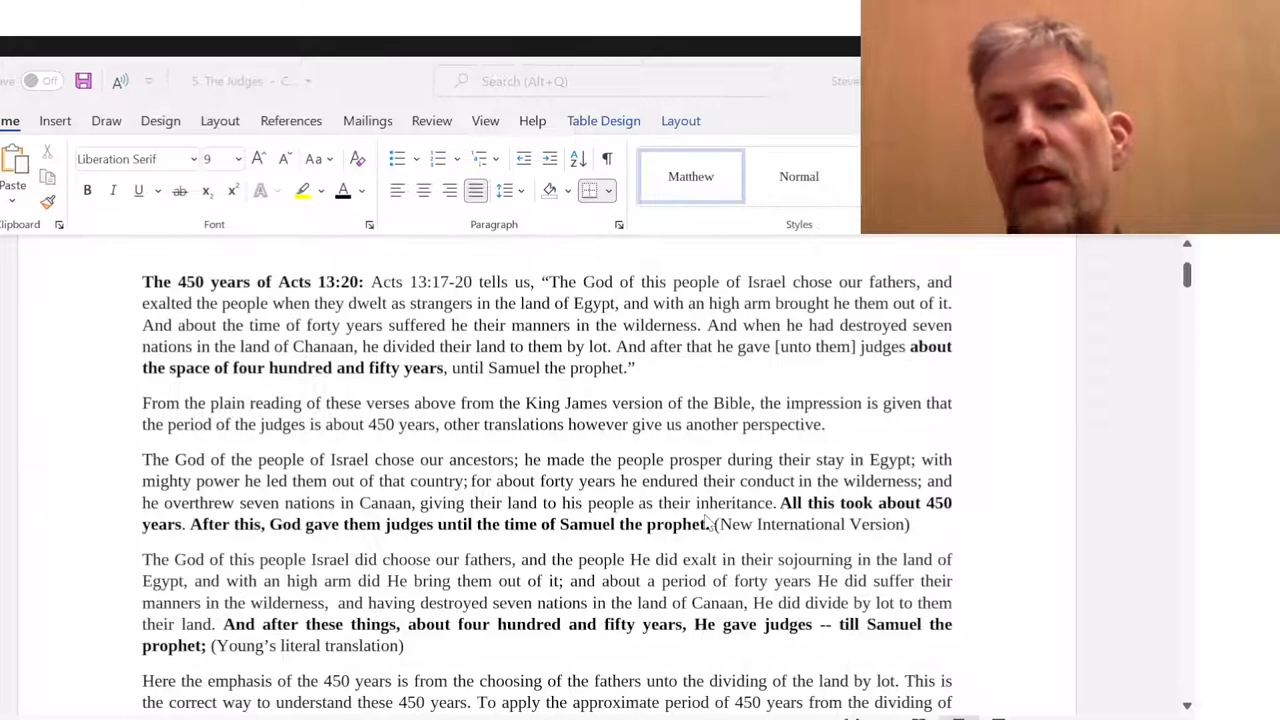 ve
Off
5. The Judges - C...
Search (Alt+Q)
Steve
me Insert Draw Design Layout References Mailings Review View Help Table Design Layout
Liberation Serif 9 Aa
Paste
B I U ab x₂ x² A A
Matthew Normal
lipboard Font Paragraph Styles
The 450 years of Acts 13:20: Acts 13:17-20 tells us, “The God of this people of Israel chose our fathers, and
exalted the people when they dwelt as strangers in the land of Egypt, and with an high arm brought he them out of it.
And about the time of forty years suffered he their manners in the wilderness. And when he had destroyed seven
nations in the land of Chanaan, he divided their land to them by lot. And after that he gave [unto them] judges about
the space of four hundred and fifty years, until Samuel the prophet.”
From the plain reading of these verses above from the King James version of the Bible, the impression is given that
the period of the judges is about 450 years, other translations however give us another perspective.
The God of the people of Israel chose our ancestors; he made the people prosper during their stay in Egypt; with
mighty power he led them out of that country; for about forty years he endured their conduct in the wilderness; and
he overthrew seven nations in Canaan, giving their land to his people as their inheritance. All this took about 450
years. After this, God gave them judges until the time of Samuel the prophet. (New International Version)
The God of this people Israel did choose our fathers, and the people He did exalt in their sojourning in the land of
Egypt, and with an high arm did He bring them out of it; and about a period of forty years He did suffer their
manners in the wilderness, and having destroyed seven nations in the land of Canaan, He did divide by lot to them
their land. And after these things, about four hundred and fifty years, He gave judges -- till Samuel the
prophet; (Young’s literal translation)
Here the emphasis of the 450 years is from the choosing of the fathers unto the dividing of the land by lot. This is
the correct way to understand these 450 years. To apply the approximate period of 450 years from the dividing of